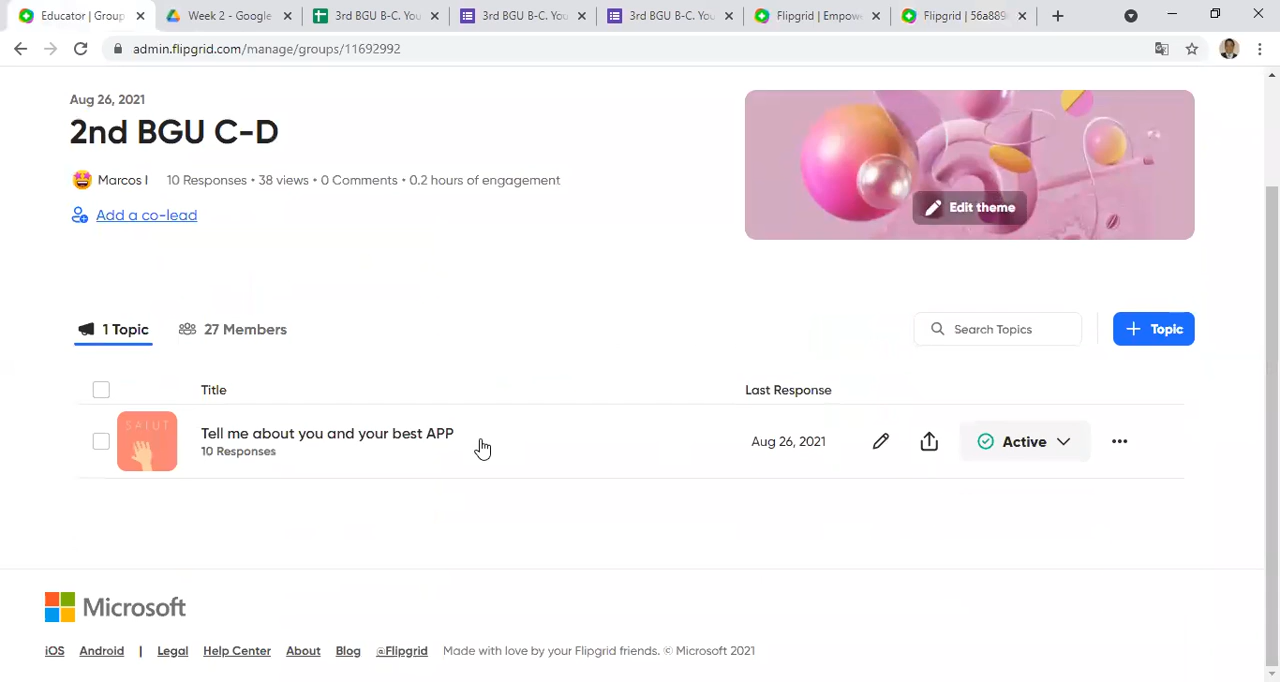 Educator | Group
Week 2 - Google
3rd BGU B-C. You
3rd BGU B-C. You
3rd BGU B-C. You
Flipgrid | Empow
Flipgrid | 56a889
admin.flipgrid.com/manage/groups/11692992
Aug 26, 2021
2nd BGU C-D
Marcos I 10 Responses • 38 views • 0 Comments • 0.2 hours of engagement
Add a co-lead
Edit theme
1 Topic
27 Members
Search Topics
Topic
Title
Last Response
SALUT
Tell me about you and your best APP
10 Responses
Aug 26, 2021
Active
Microsoft
iOS Android | Legal Help Center About Blog @Flipgrid Made with love by your Flipgrid friends. © Microsoft 2021